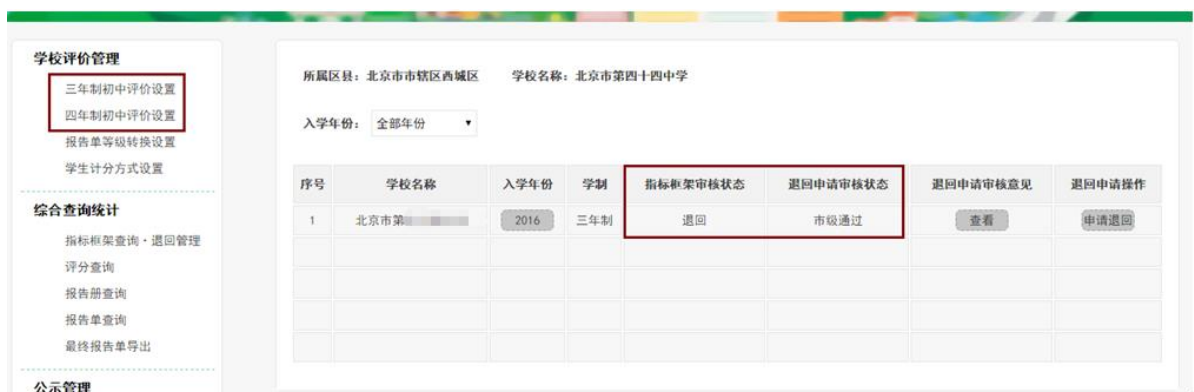 学校评价管理
三年制初中评价设置
四年制初中评价设置
报告单等级转换设置
学生计分方式设置
综合查询统计
指标框架查询·退回管理
评分查询
报告册查询
报告单查询
最终报告单导出
公示管理
所属区县：北京市市辖区西城区 学校名称：北京市第四十四中学
入学年份： 全部年份
序号 学校名称 入学年份 学制 指标框架审核状态 退回申请审核状态 退回申请审核意见 退回申请操作
1 北京市第 2016 三年制 退回 市级通过 查看 申请退回